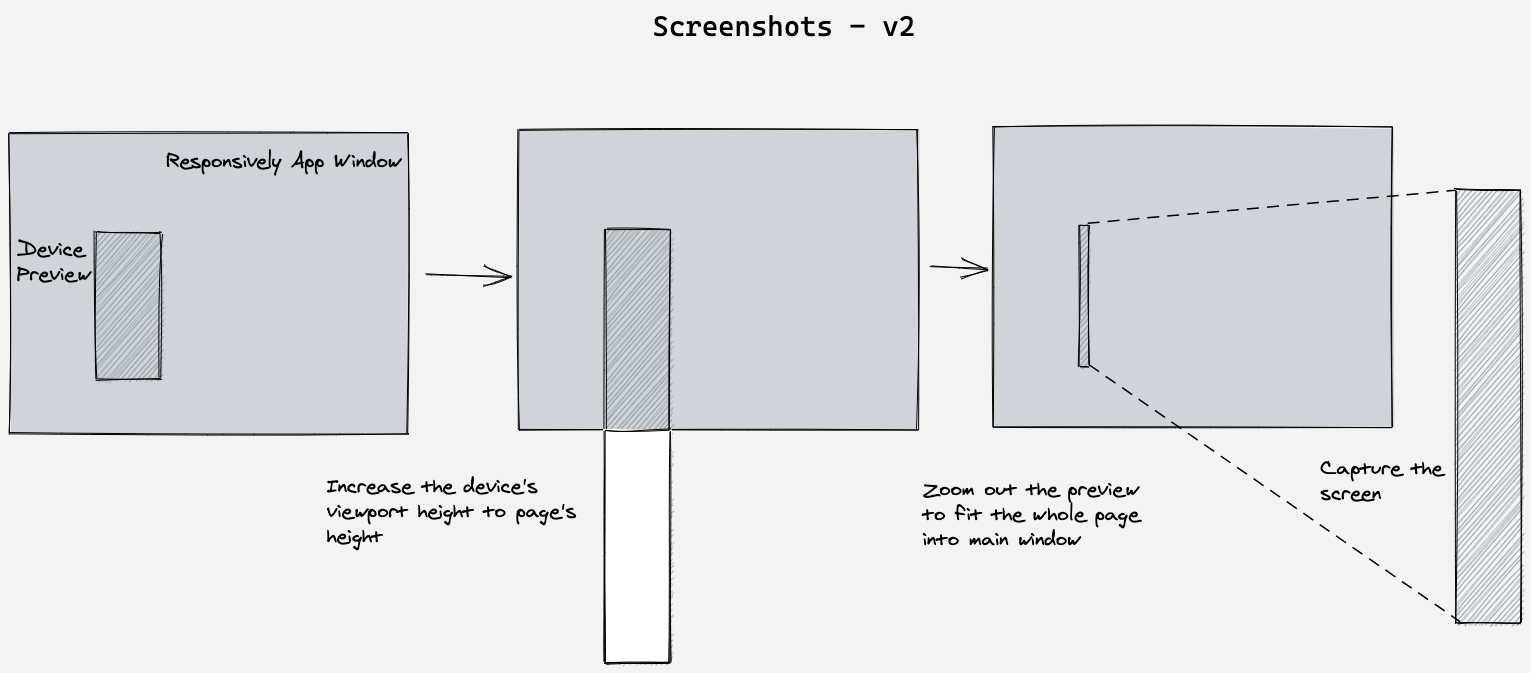 Screenshots - v2
Responsively App Window
Device
Preview
Increase the device's
viewport height to page's
height
Zoom out the preview
to fit the whole page
into main window
Capture the
screen